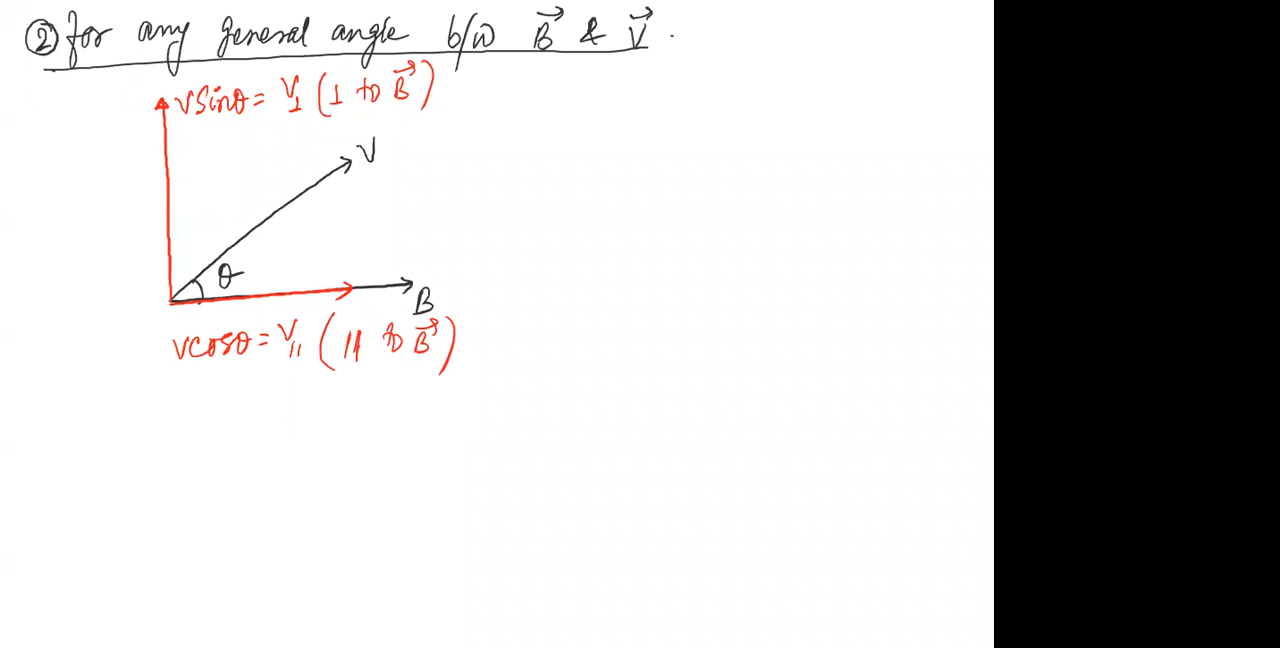 ② for any general angle b/w B⃗ & V⃗ .
vsinθ = V⊥ (⊥ to B⃗)
V
θ
B
vcosθ = V|| (|| to B⃗)